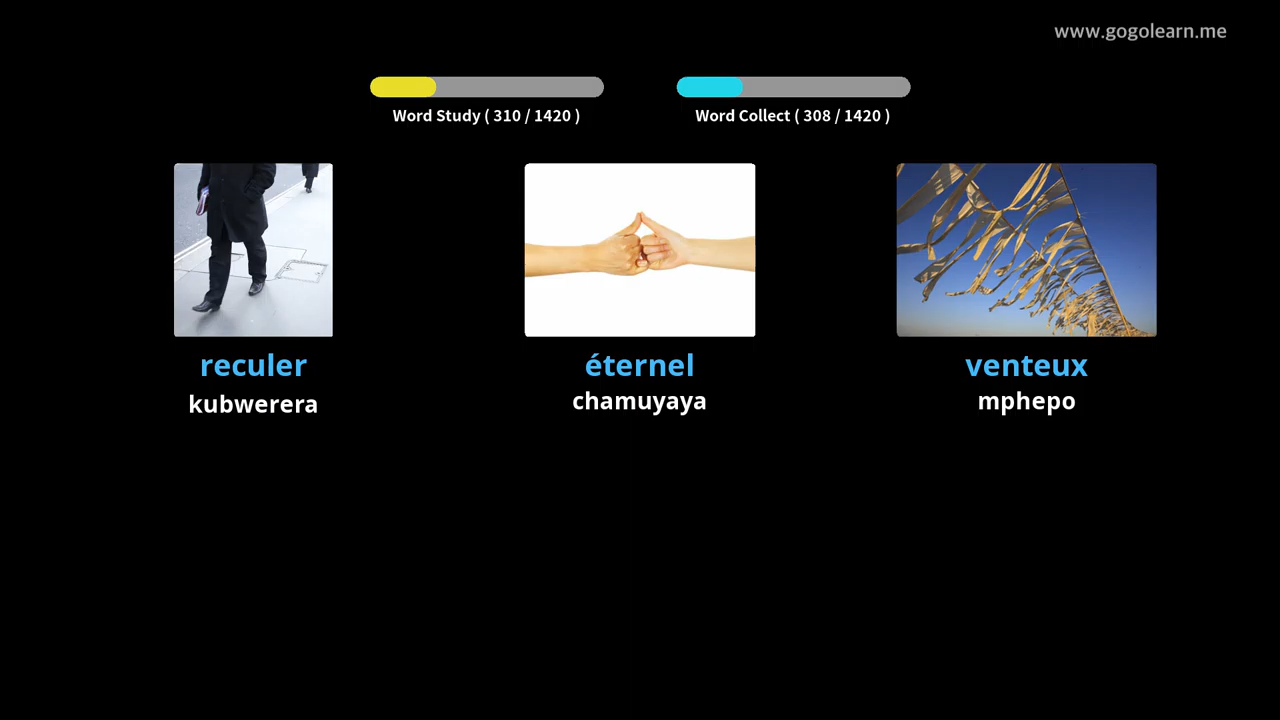 www.gogolearn.me
Word Study ( 310 / 1420 )
Word Collect ( 308 / 1420 )
reculer
kubwerera
éternel
chamuyaya
venteux
mphepo